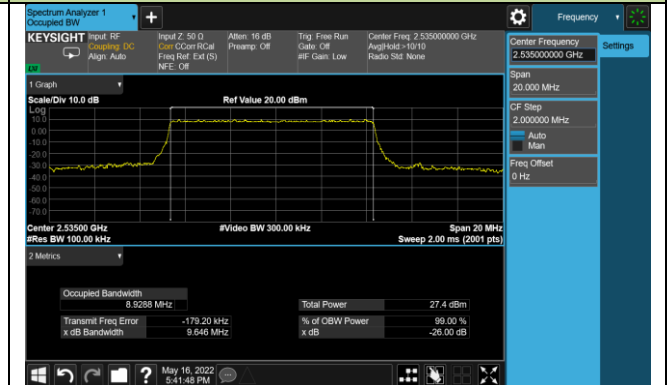 Spectrum Analyzer 1
Occupied BW
+
Frequency
KEYSIGHT Input: RF
Coupling: DC
Align: Auto
Input Z: 50 Ω
Corr CCorr RCal
Freq Ref: Ext (S)
NFE: Off
Atten: 16 dB
Preamp: Off
Trig: Free Run
Gate: Off
#IF Gain: Low
Center Freq: 2.535000000 GHz
Avg|Hold:>10/10
Radio Std: None
LW
Center Frequency
2.535000000 GHz
Settings
Span
20.000 MHz
CF Step
2.000000 MHz
Auto
Man
Freq Offset
0 Hz
1 Graph
Scale/Div 10.0 dB
Ref Value 20.00 dBm
Log
10.0
0.00
-10.0
-20.0
-30.0
-40.0
-50.0
-60.0
-70.0
Center 2.53500 GHz
#Video BW 300.00 kHz
Span 20 MHz
#Res BW 100.00 kHz
Sweep 2.00 ms (2001 pts)
2 Metrics
Occupied Bandwidth
8.9288 MHz
Total Power 27.4 dBm
Transmit Freq Error -179.20 kHz
% of OBW Power 99.00 %
x dB Bandwidth 9.646 MHz
x dB -26.00 dB
?
May 16, 2022
5:41:48 PM